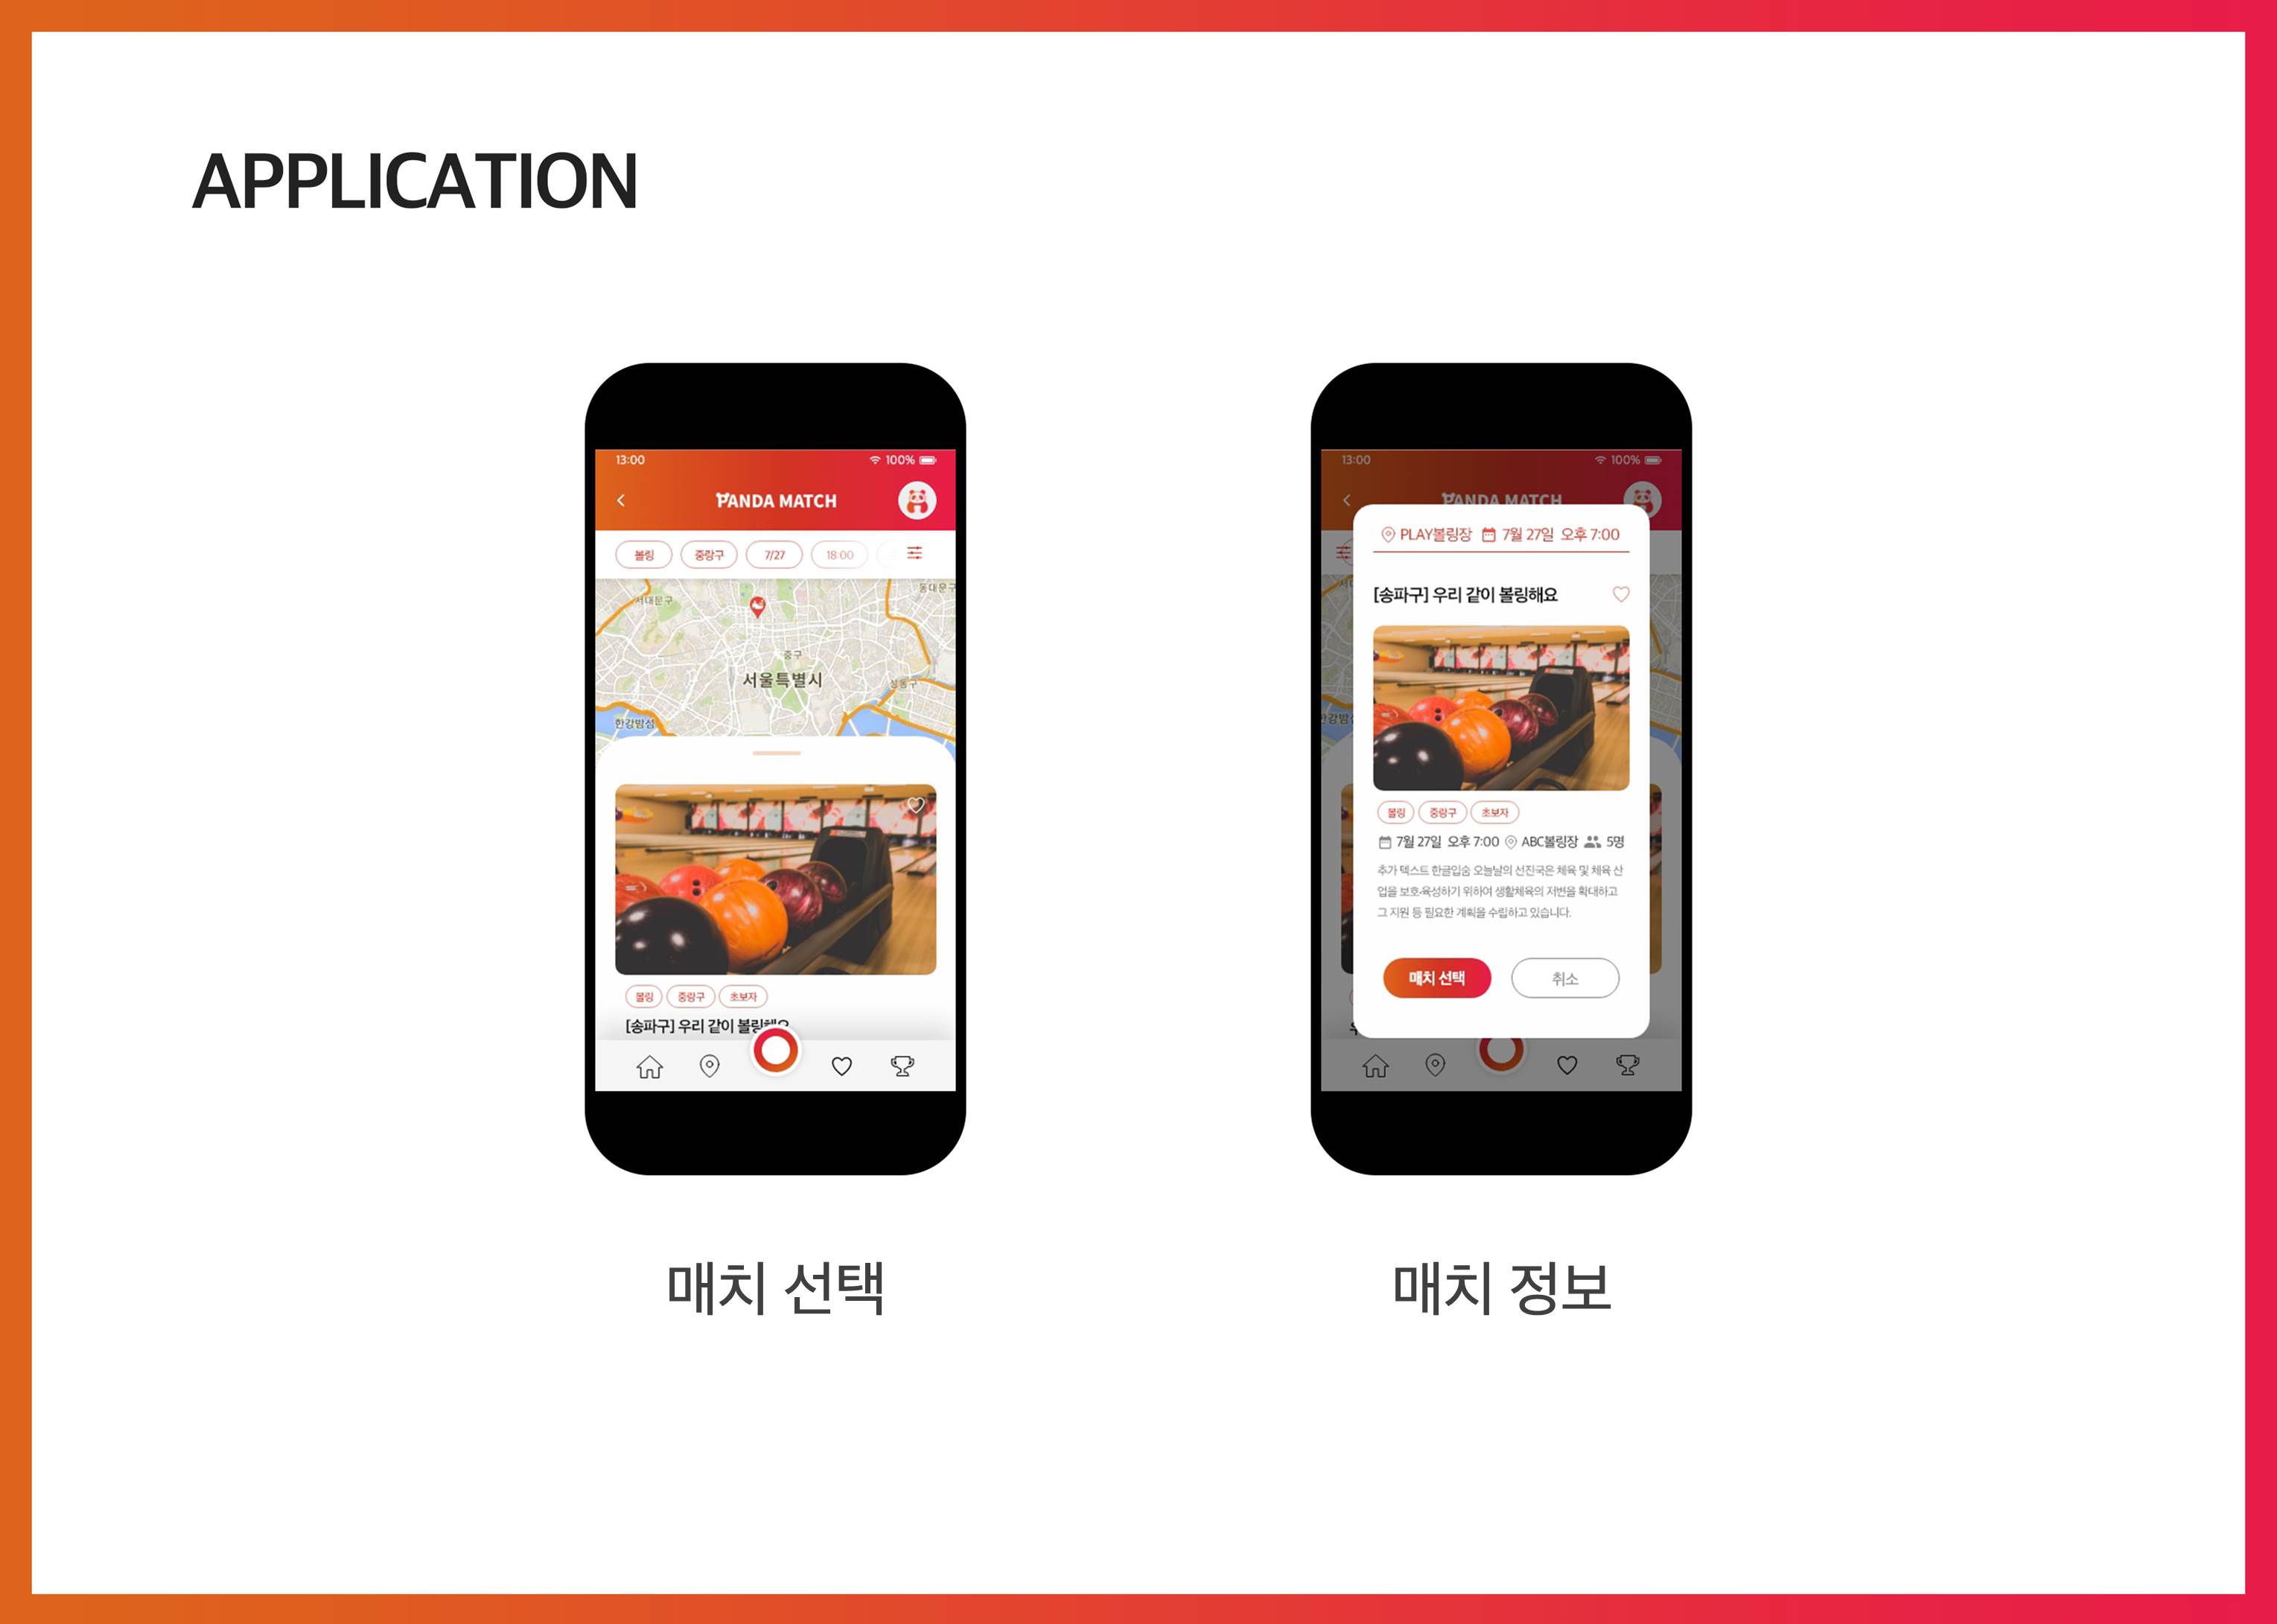 APPLICATION
13:00
100%
PANDA MATCH
볼링
중랑구
7/27
18:00
서대문구
동대문구
중구
서울특별시
성동구
한강밤섬
볼링
중랑구
초보자
[송파구] 우리 같이 볼링해요
매치 선택
13:00
100%
PANDA MATCH
PLAY볼링장
7월 27일 오후 7:00
[송파구] 우리 같이 볼링해요
볼링
중랑구
초보자
7월 27일 오후 7:00 ABC볼링장 5명
추가 텍스트 한글입숨 오늘날의 선진국은 체육 및 체육 산
업을 보호·육성하기 위하여 생활체육의 저변을 확대하고
그 지원 등 필요한 계획을 수립하고 있습니다.
매치 선택
취소
매치 정보